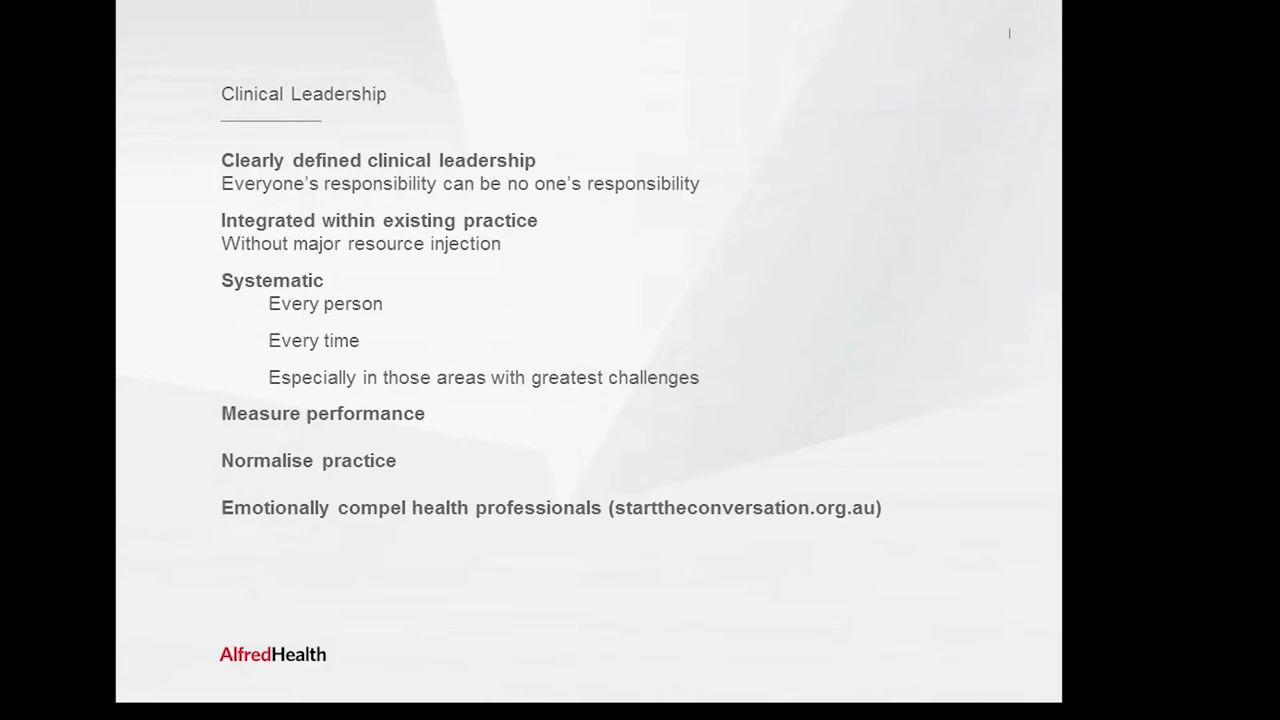 Clinical Leadership
Clearly defined clinical leadership
Everyone's responsibility can be no one's responsibility
Integrated within existing practice
Without major resource injection
Systematic
Every person
Every time
Especially in those areas with greatest challenges
Measure performance
Normalise practice
Emotionally compel health professionals (starttheconversation.org.au)
AlfredHealth